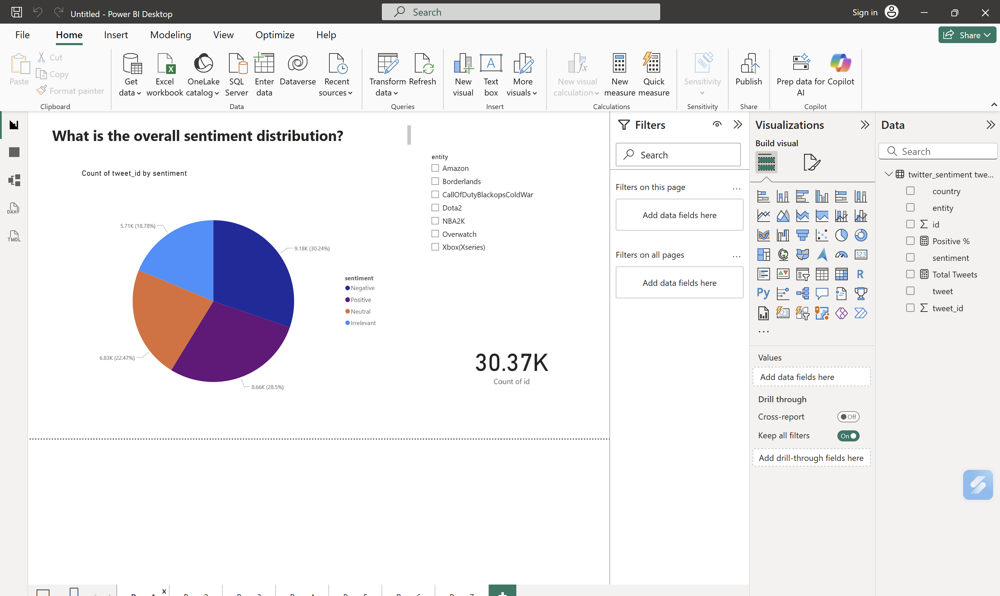 Untitled - Power BI Desktop
Search
Sign in
File Home Insert Modeling View Optimize Help
Share
Paste
Cut
Copy
Format painter
Clipboard
Get data
Excel workbook
OneLake catalog
SQL Server
Enter data
Dataverse
Recent sources
Data
Transform data
Refresh
Queries
New visual
A
Text box
More visuals
Insert
New visual calculation
New measure
Quick measure
Calculations
Sensitivity
Sensitivity
Publish
Share
Prep data for AI
Copilot
Copilot
DAX
TMDL
What is the overall sentiment distribution?
Count of tweet_id by sentiment
5.71K (18.78%)
9.18K (30.24%)
6.83K (22.47%)
8.66K (28.5%)
sentiment
Negative
Positive
Neutral
Irrelevant
entity
Amazon
Borderlands
CallOfDutyBlackopsColdWar
Dota2
NBA2K
Overwatch
Xbox(Xseries)
30.37K
Count of id
Filters
Search
Filters on this page
Add data fields here
Filters on all pages
Add data fields here
Visualizations
Build visual
123
R
Py
123
Values
Add data fields here
Drill through
Cross-report Off
Keep all filters On
Add drill-through fields here
Data
Search
twitter_sentiment twe...
country
entity
id
Positive %
sentiment
Total Tweets
tweet
tweet_id